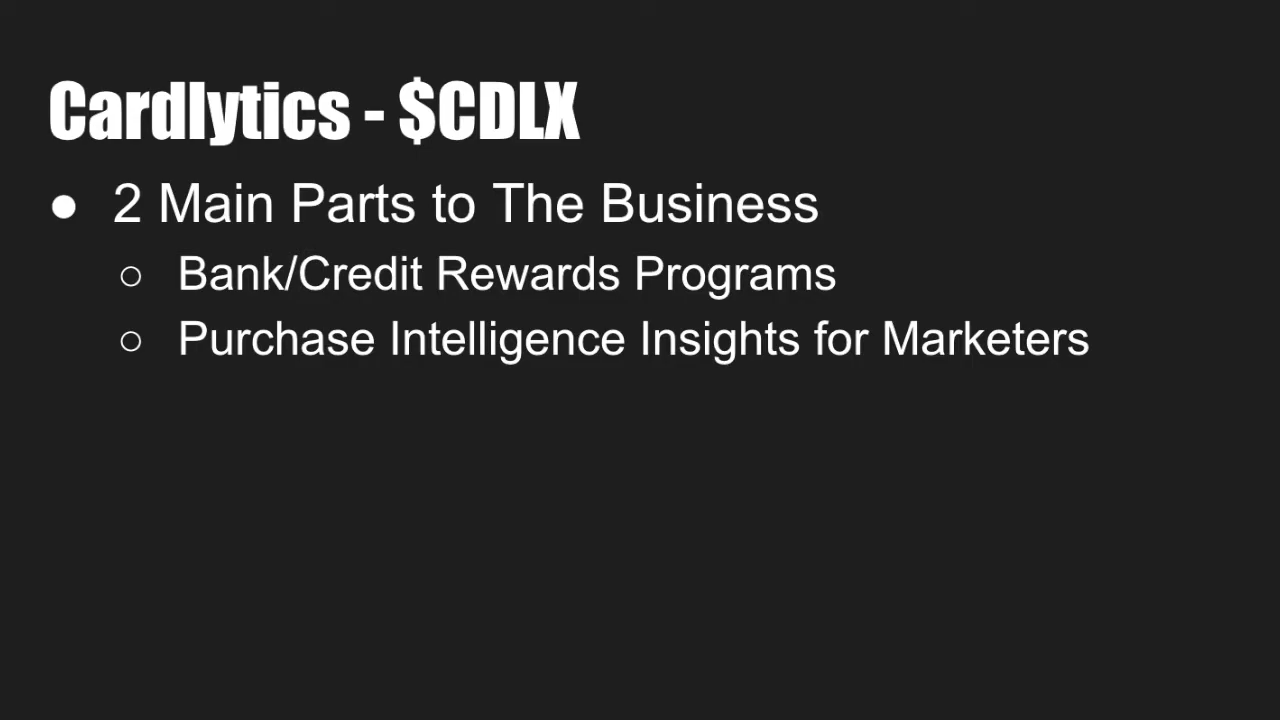 Cardlytics - $CDLX
● 2 Main Parts to The Business
○ Bank/Credit Rewards Programs
○ Purchase Intelligence Insights for Marketers